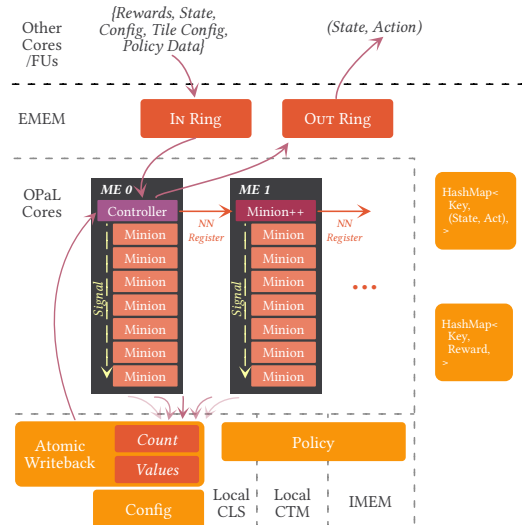 Other
Cores
/FUs
{Rewards, State,
Config, Tile Config,
Policy Data}
(State, Action)
EMEM
In Ring
Out Ring
OPaL
Cores
ME 0
Controller
Minion
Minion
Minion
Minion
Minion
Minion
Minion
Signal
NN
Register
ME 1
Minion++
Minion
Minion
Minion
Minion
Minion
Minion
Minion
Signal
NN
Register
...
HashMap<
Key,
(State, Act),
>
HashMap<
Key,
Reward,
>
Atomic
Writeback
Count
Values
Policy
Config
Local
CLS
Local
CTM
IMEM